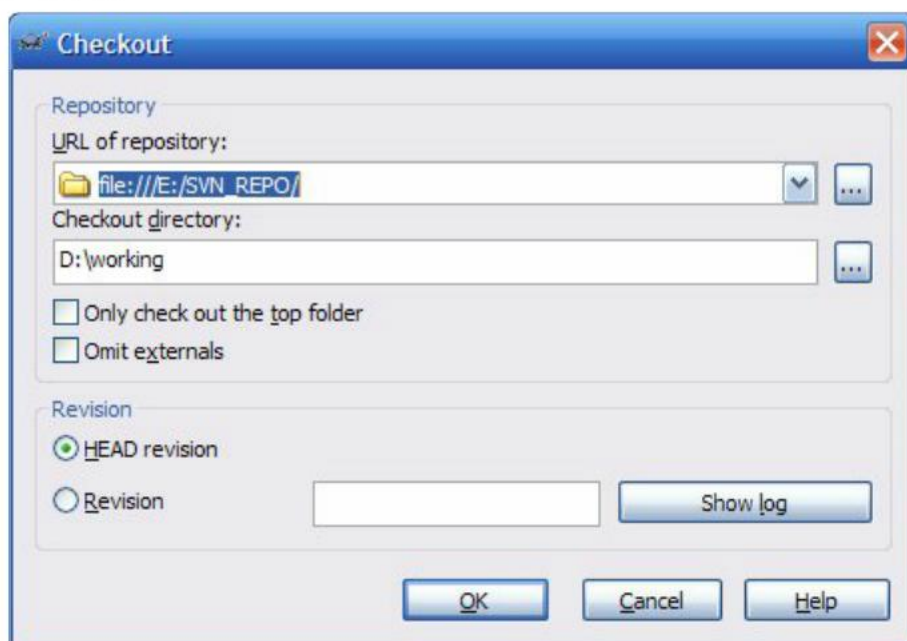 Checkout
Repository
URL of repository:
file:///E:/SVN_REPO/
...
Checkout directory:
D:\working
...
Only check out the top folder
Omit externals
Revision
HEAD revision
Revision
Show log
OK Cancel Help